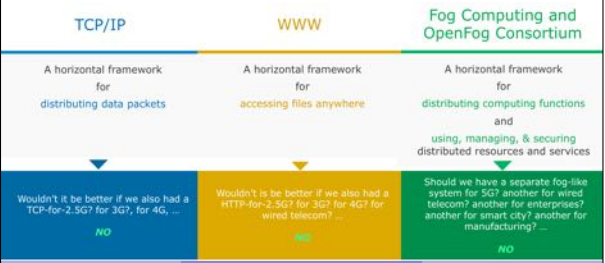 TCP/IP
A horizontal framework
for
distributing data packets
Wouldn't it be better if we also had a
TCP-for-2.5G? for 3G?, for 4G, ...
NO
WWW
A horizontal framework
for
accessing files anywhere
Wouldn't is be better if we also had a
HTTP-for-2.5G? for 3G? for 4G? for
wired telecom? ...
NO
Fog Computing and
OpenFog Consortium
A horizontal framework
for
distributing computing functions
and
using, managing, & securing
distributed resources and services
Should we have a separate fog-like
system for 5G? another for wired
telecom? another for enterprises?
another for smart city? another for
manufacturing? ...
NO